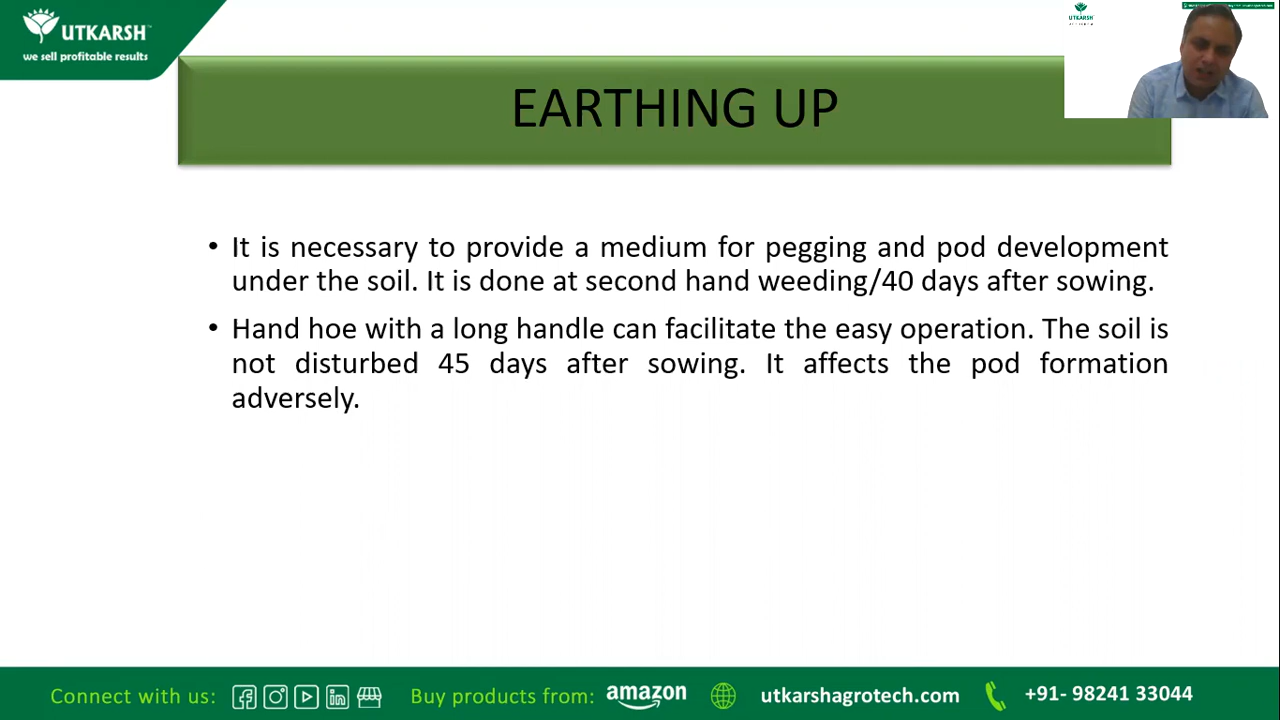 UTKARSH
we sell profitable results
UTKARSH
EARTHING UP
• It is necessary to provide a medium for pegging and pod development
under the soil. It is done at second hand weeding/40 days after sowing.
• Hand hoe with a long handle can facilitate the easy operation. The soil is
not disturbed 45 days after sowing. It affects the pod formation
adversely.
Connect with us:
Buy products from: amazon
utkarshagrotech.com
+91- 98241 33044